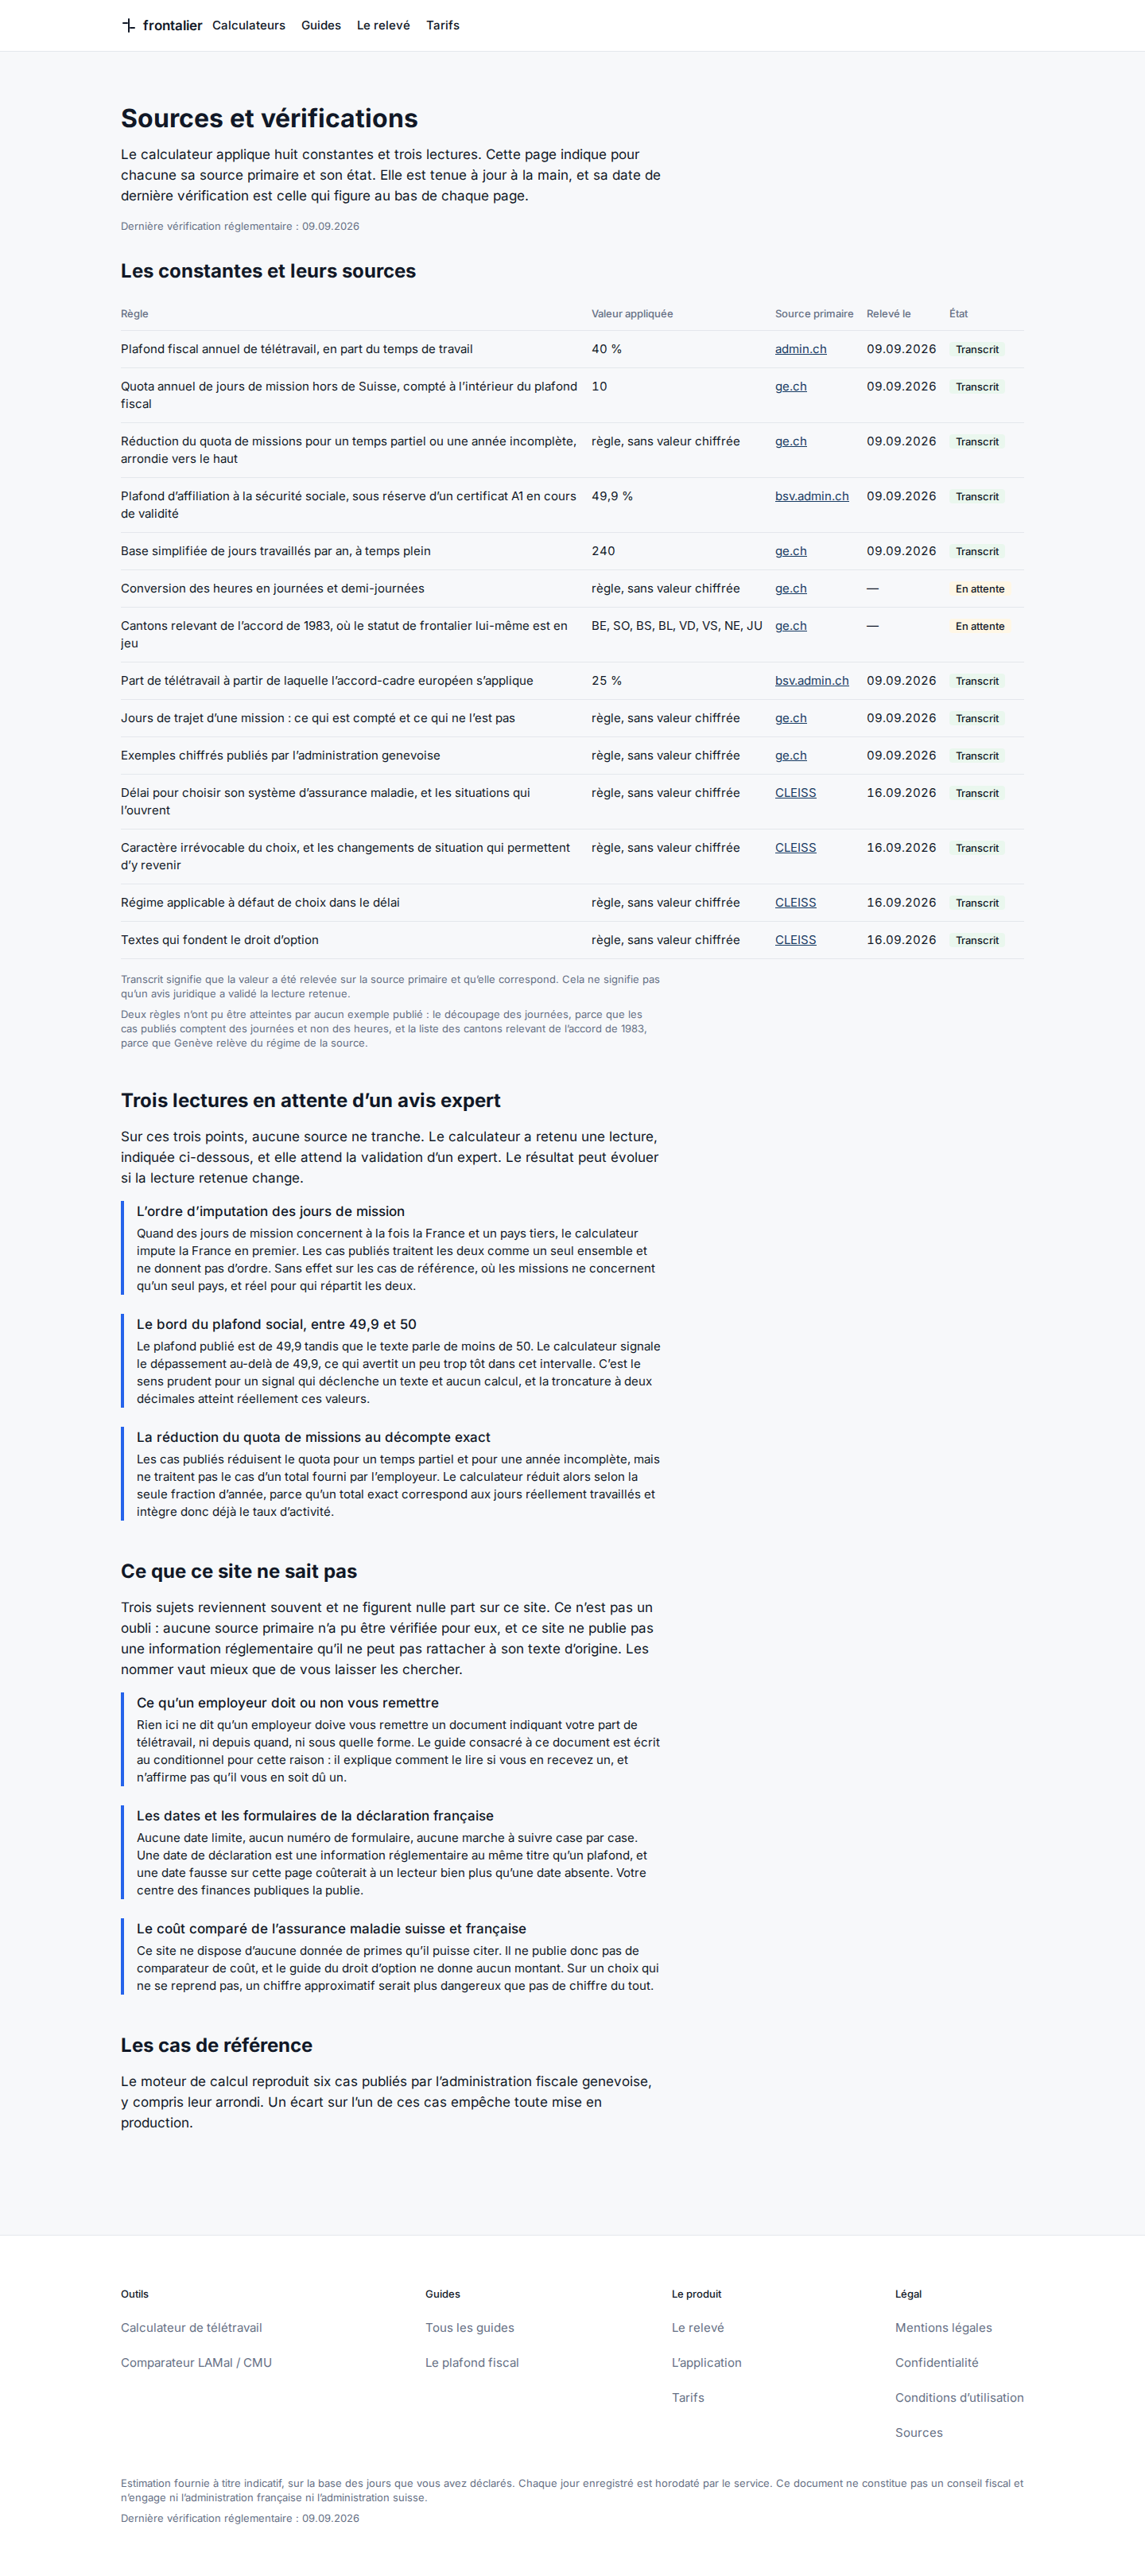 frontalier Calculateurs Guides Le relevé Tarifs
Sources et vérifications
Le calculateur applique huit constantes et trois lectures. Cette page indique pour
chacune sa source primaire et son état. Elle est tenue à jour à la main, et sa date de
dernière vérification est celle qui figure au bas de chaque page.
Dernière vérification réglementaire : 09.09.2026
Les constantes et leurs sources
Règle Valeur appliquée Source primaire Relevé le État
Plafond fiscal annuel de télétravail, en part du temps de travail 40 % admin.ch 09.09.2026 Transcrit
Quota annuel de jours de mission hors de Suisse, compté à l’intérieur du plafond 10 ge.ch 09.09.2026 Transcrit
fiscal
Réduction du quota de missions pour un temps partiel ou une année incomplète, règle, sans valeur chiffrée ge.ch 09.09.2026 Transcrit
arrondie vers le haut
Plafond d’affiliation à la sécurité sociale, sous réserve d’un certificat A1 en cours 49,9 % bsv.admin.ch 09.09.2026 Transcrit
de validité
Base simplifiée de jours travaillés par an, à temps plein 240 ge.ch 09.09.2026 Transcrit
Conversion des heures en journées et demi-journées règle, sans valeur chiffrée ge.ch — En attente
Cantons relevant de l’accord de 1983, où le statut de frontalier lui-même est en BE, SO, BS, BL, VD, VS, NE, JU ge.ch — En attente
jeu
Part de télétravail à partir de laquelle l’accord-cadre européen s’applique 25 % bsv.admin.ch 09.09.2026 Transcrit
Jours de trajet d’une mission : ce qui est compté et ce qui ne l’est pas règle, sans valeur chiffrée ge.ch 09.09.2026 Transcrit
Exemples chiffrés publiés par l’administration genevoise règle, sans valeur chiffrée ge.ch 09.09.2026 Transcrit
Délai pour choisir son système d’assurance maladie, et les situations qui règle, sans valeur chiffrée CLEISS 16.09.2026 Transcrit
l’ouvrent
Caractère irrévocable du choix, et les changements de situation qui permettent règle, sans valeur chiffrée CLEISS 16.09.2026 Transcrit
d’y revenir
Régime applicable à défaut de choix dans le délai règle, sans valeur chiffrée CLEISS 16.09.2026 Transcrit
Textes qui fondent le droit d’option règle, sans valeur chiffrée CLEISS 16.09.2026 Transcrit
Transcrit signifie que la valeur a été relevée sur la source primaire et qu’elle correspond. Cela ne signifie pas
qu’un avis juridique a validé la lecture retenue.
Deux règles n’ont pu être atteintes par aucun exemple publié : le découpage des journées, parce que les
cas publiés comptent des journées et non des heures, et la liste des cantons relevant de l’accord de 1983,
parce que Genève relève du régime de la source.
Trois lectures en attente d’un avis expert
Sur ces trois points, aucune source ne tranche. Le calculateur a retenu une lecture,
indiquée ci-dessous, et elle attend la validation d’un expert. Le résultat peut évoluer
si la lecture retenue change.
L’ordre d’imputation des jours de mission
Quand des jours de mission concernent à la fois la France et un pays tiers, le calculateur
impute la France en premier. Les cas publiés traitent les deux comme un seul ensemble et
ne donnent pas d’ordre. Sans effet sur les cas de référence, où les missions ne concernent
qu’un seul pays, et réel pour qui répartit les deux.
Le bord du plafond social, entre 49,9 et 50
Le plafond publié est de 49,9 tandis que le texte parle de moins de 50. Le calculateur signale
le dépassement au-delà de 49,9, ce qui avertit un peu trop tôt dans cet intervalle. C’est le
sens prudent pour un signal qui déclenche un texte et aucun calcul, et la troncature à deux
décimales atteint réellement ces valeurs.
La réduction du quota de missions au décompte exact
Les cas publiés réduisent le quota pour un temps partiel et pour une année incomplète, mais
ne traitent pas le cas d’un total fourni par l’employeur. Le calculateur réduit alors selon la
seule fraction d’année, parce qu’un total exact correspond aux jours réellement travaillés et
intègre donc déjà le taux d’activité.
Ce que ce site ne sait pas
Trois sujets reviennent souvent et ne figurent nulle part sur ce site. Ce n’est pas un
oubli : aucune source primaire n’a pu être vérifiée pour eux, et ce site ne publie pas
une information réglementaire qu’il ne peut pas rattacher à son texte d’origine. Les
nommer vaut mieux que de vous laisser les chercher.
Ce qu’un employeur doit ou non vous remettre
Rien ici ne dit qu’un employeur doive vous remettre un document indiquant votre part de
télétravail, ni depuis quand, ni sous quelle forme. Le guide consacré à ce document est écrit
au conditionnel pour cette raison : il explique comment le lire si vous en recevez un, et
n’affirme pas qu’il vous en soit dû un.
Les dates et les formulaires de la déclaration française
Aucune date limite, aucun numéro de formulaire, aucune marche à suivre case par case.
Une date de déclaration est une information réglementaire au même titre qu’un plafond, et
une date fausse sur cette page coûterait à un lecteur bien plus qu’une date absente. Votre
centre des finances publiques la publie.
Le coût comparé de l’assurance maladie suisse et française
Ce site ne dispose d’aucune donnée de primes qu’il puisse citer. Il ne publie donc pas de
comparateur de coût, et le guide du droit d’option ne donne aucun montant. Sur un choix qui
ne se reprend pas, un chiffre approximatif serait plus dangereux que pas de chiffre du tout.
Les cas de référence
Le moteur de calcul reproduit six cas publiés par l’administration fiscale genevoise,
y compris leur arrondi. Un écart sur l’un de ces cas empêche toute mise en
production.
Outils Guides Le produit Légal
Calculateur de télétravail Tous les guides Le relevé Mentions légales
Comparateur LAMal / CMU Le plafond fiscal L’application Confidentialité
Tarifs Conditions d’utilisation
Sources
Estimation fournie à titre indicatif, sur la base des jours que vous avez déclarés. Chaque jour enregistré est horodaté par le service. Ce document ne constitue pas un conseil fiscal et
n’engage ni l’administration française ni l’administration suisse.
Dernière vérification réglementaire : 09.09.2026